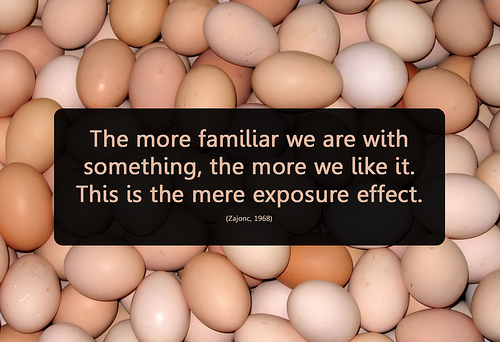 The more familiar we are with
something, the more we like it.
This is the mere exposure effect.
(Zajonc, 1968)